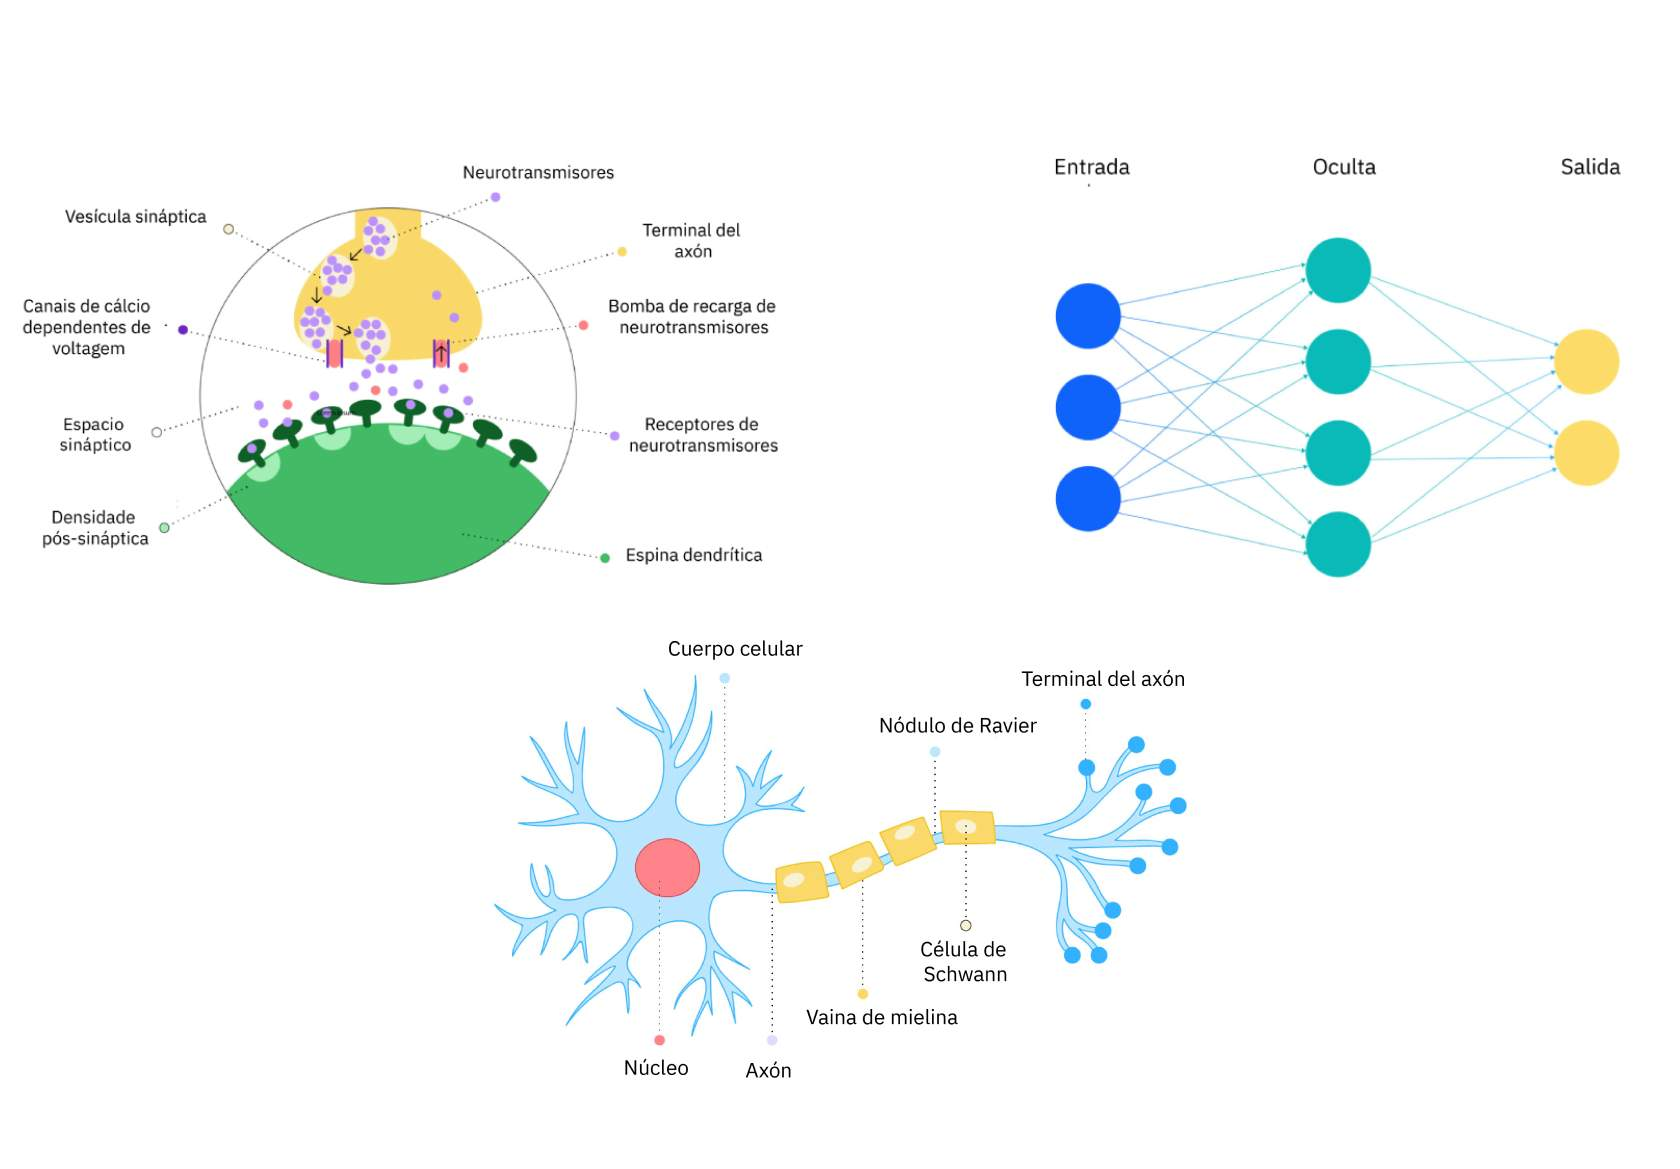 Neurotransmisores
Vesícula sináptica
Terminal del
axón
Canais de cálcio
dependentes de
voltagem
Bomba de recarga de
neurotransmisores
Espacio
sináptico
Receptores de
neurotransmisores
Densidade
pós-sináptica
Espina dendrítica
Entrada
Oculta
Salida
Cuerpo celular
Terminal del axón
Nódulo de Ravier
Célula de
Schwann
Vaina de mielina
Núcleo
Axón